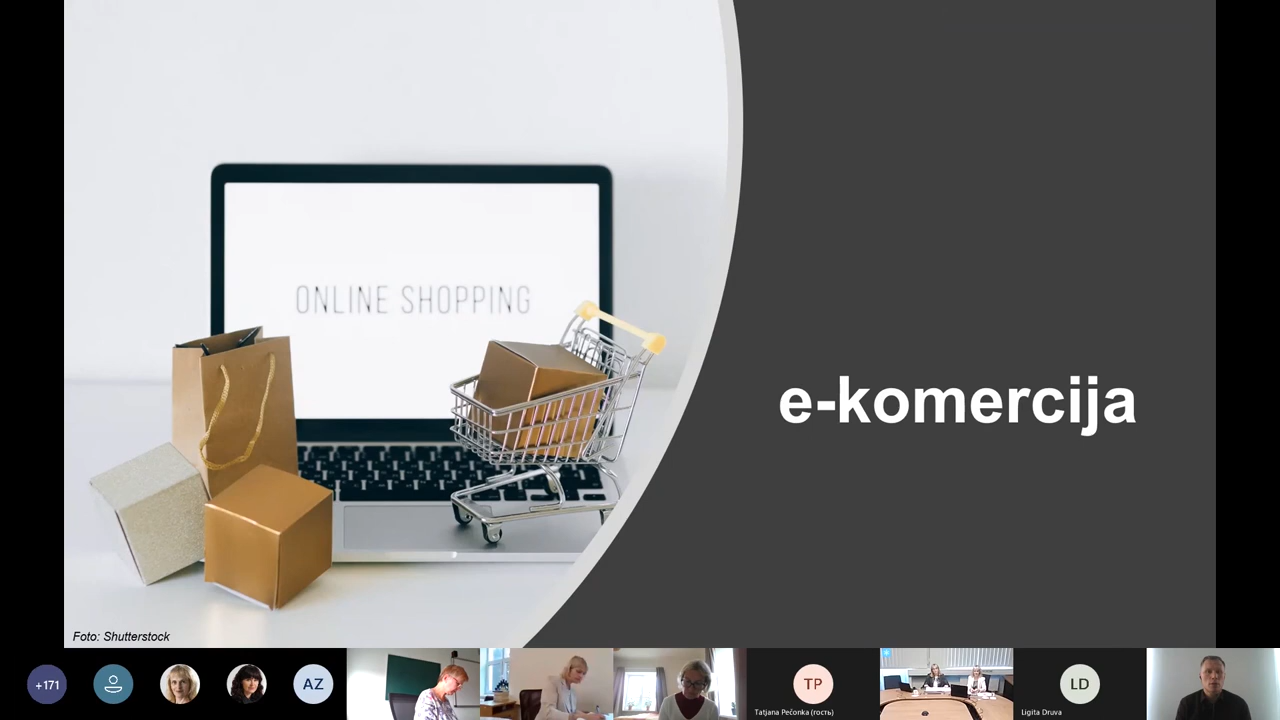 ONLINE SHOPPING
e-komercija
Foto: Shutterstock
+171
AZ
TP
Tatjana Pečonka (гость)
LD
Ligita Druva